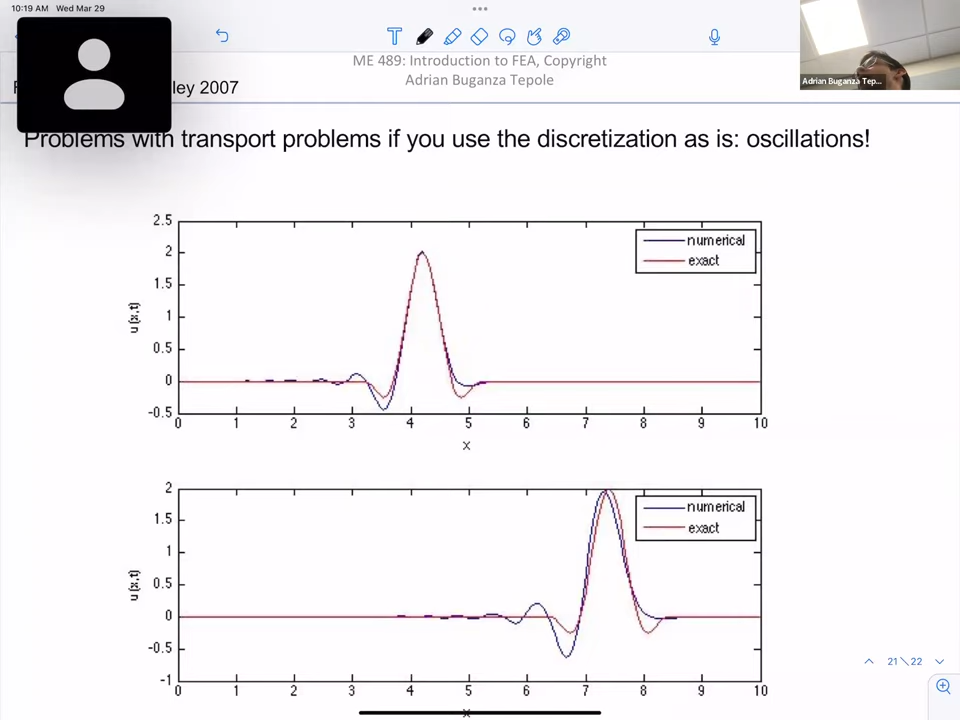 10:19 AM Wed Mar 29
ME 489: Introduction to FEA, Copyright
Adrian Buganza Tepole
Adrian Buganza Tep...
ley 2007
Problems with transport problems if you use the discretization as is: oscillations!
2.5
2
1.5
1
0.5
0
-0.5
u(x,t)
numerical
exact
0 1 2 3 4 5 6 7 8 9 10
x
2
1.5
1
0.5
0
-0.5
-1
u(x,t)
numerical
exact
0 1 2 3 4 5 6 7 8 9 10
x
21\22